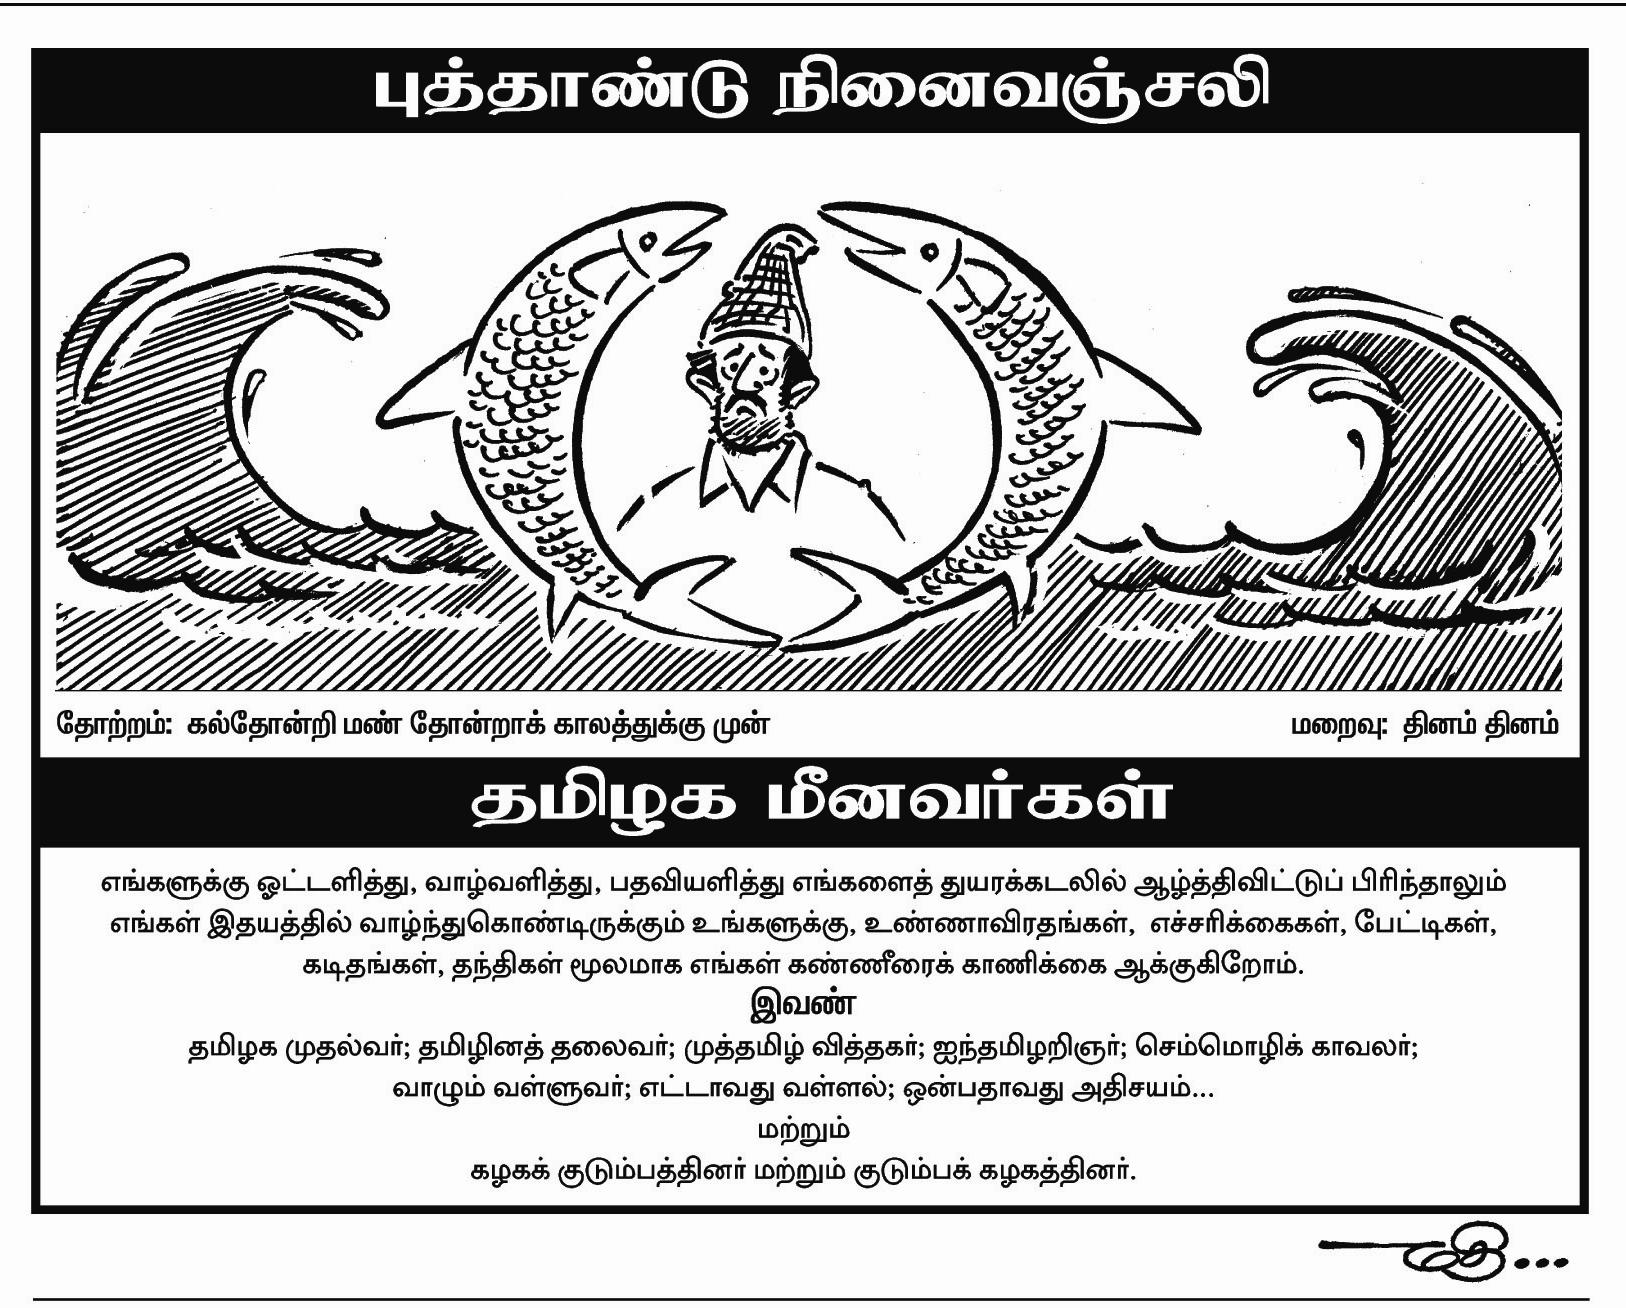 புத்தாண்டு நினைவஞ்சலி
தோற்றம்: கல்தோன்றி மண் தோன்றாக் காலத்துக்கு முன் மறைவு: தினம் தினம்
தமிழக மீனவர்கள்
எங்களுக்கு ஓட்டளித்து, வாழ்வளித்து, பதவியளித்து எங்களைத் துயரக்கடலில் ஆழ்த்திவிட்டுப் பிரிந்தாலும்
எங்கள் இதயத்தில் வாழ்ந்துகொண்டிருக்கும் உங்களுக்கு, உண்ணாவிரதங்கள், எச்சரிக்கைகள், பேட்டிகள்,
கடிதங்கள், தந்திகள் மூலமாக எங்கள் கண்ணீரைக் காணிக்கை ஆக்குகிறோம்.
இவண்
தமிழக முதல்வர்; தமிழினத் தலைவர்; முத்தமிழ் வித்தகர்; ஐந்தமிழறிஞர்; செம்மொழிக் காவலர்;
வாழும் வள்ளுவர்; எட்டாவது வள்ளல்; ஒன்பதாவது அதிசயம்...
மற்றும்
கழகக் குடும்பத்தினர் மற்றும் குடும்பக் கழகத்தினர்.
மதி...